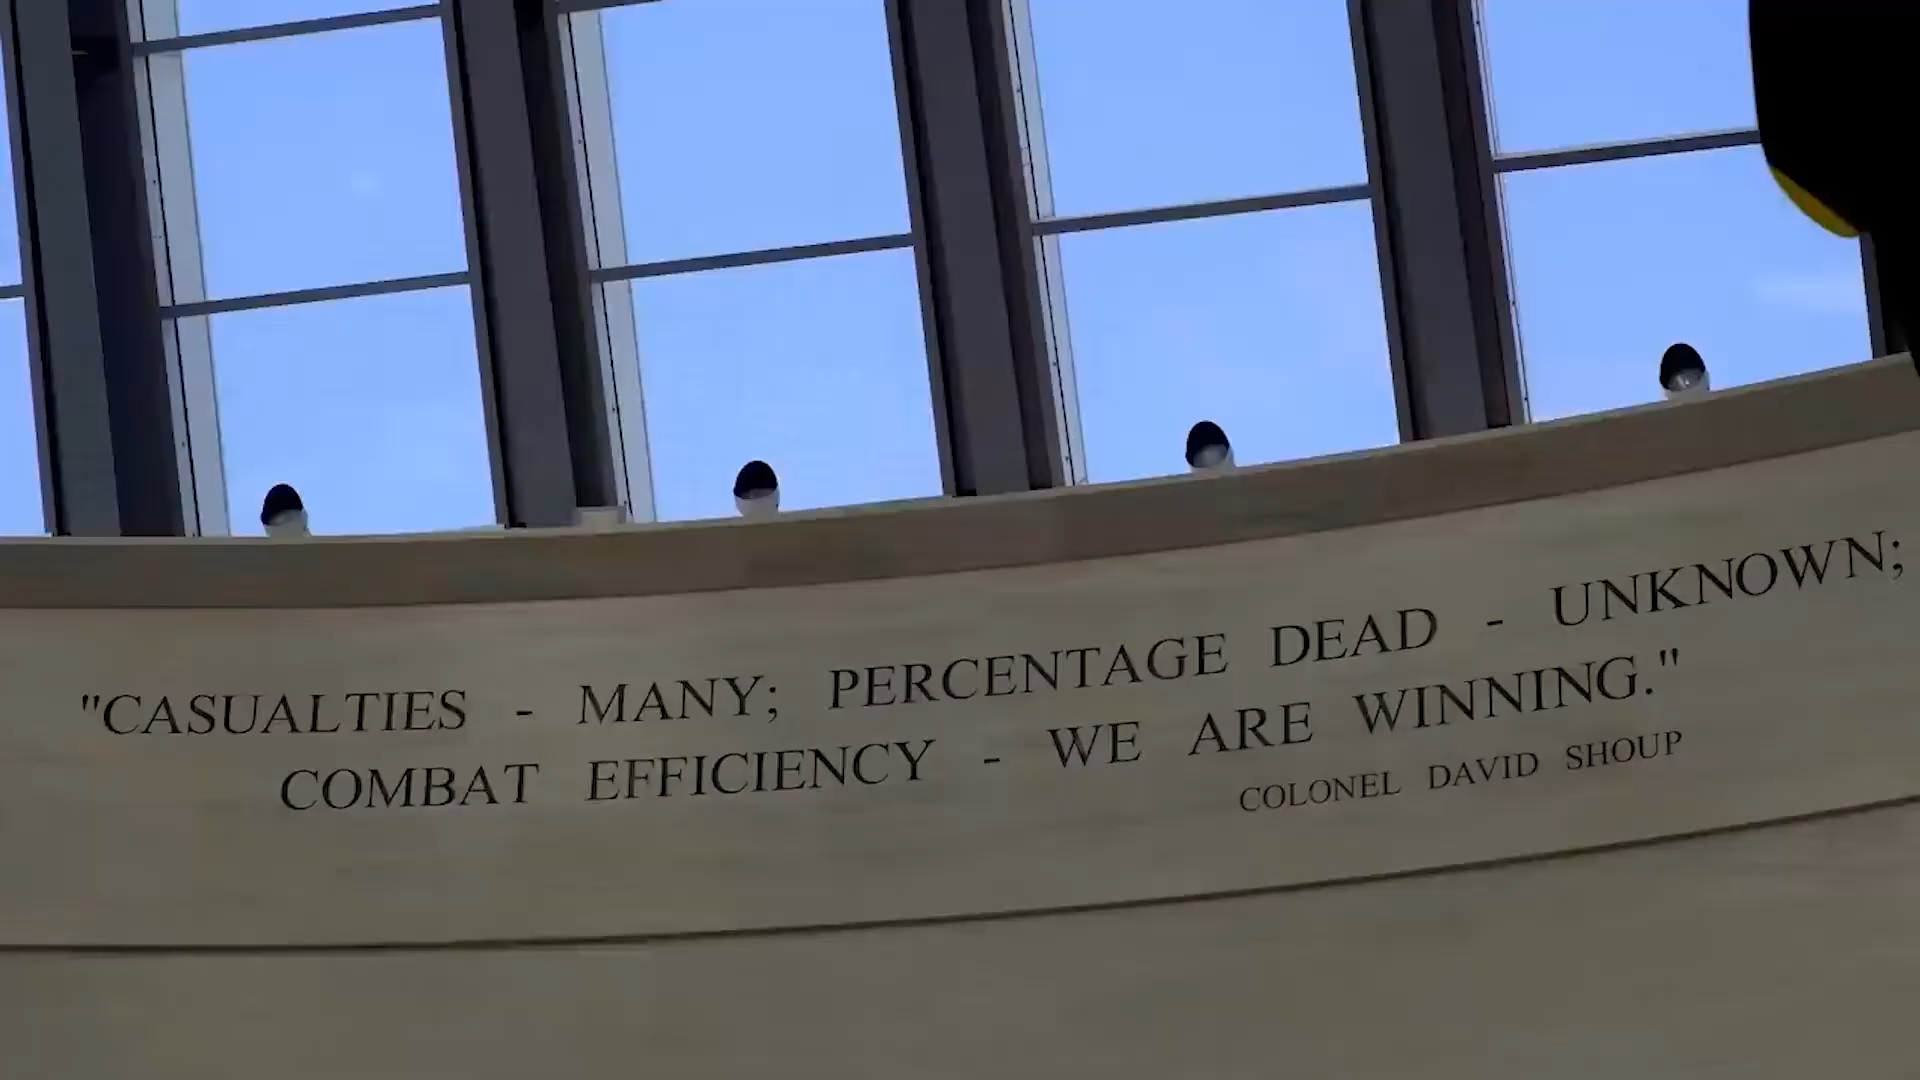 "CASUALTIES - MANY; PERCENTAGE DEAD - UNKNOWN;
COMBAT EFFICIENCY - WE ARE WINNING."
COLONEL DAVID SHOUP